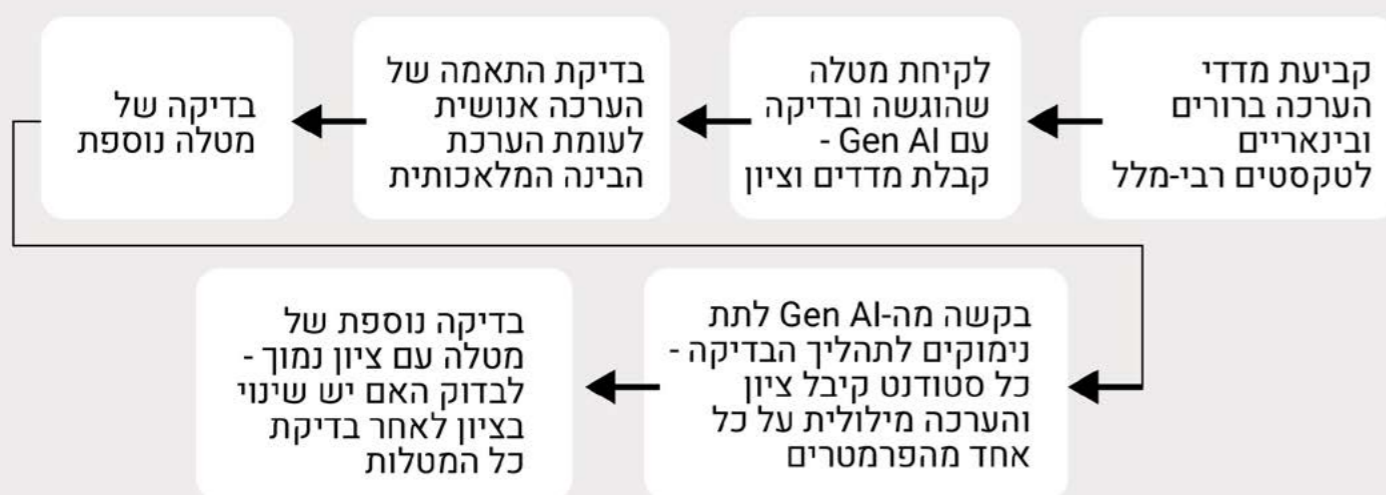 קביעת מדדי
הערכה ברורים
ובינאריים
לטקסטים רבי-מלל
לקיחת מטלה
שהוגשה ובדיקה
עם Gen AI -
קבלת מדדים וציון
בדיקת התאמה של
הערכה אנושית
לעומת הערכת
הבינה המלאכותית
בדיקה של
מטלה נוספת
בקשה מה-Gen AI לתת
נימוקים לתהליך הבדיקה -
כל סטודנט קיבל ציון
והערכה מילולית על כל
אחד מהפרמטרים
בדיקה נוספת של
מטלה עם ציון נמוך -
לבדוק האם יש שינוי
בציון לאחר בדיקת
כל המטלות